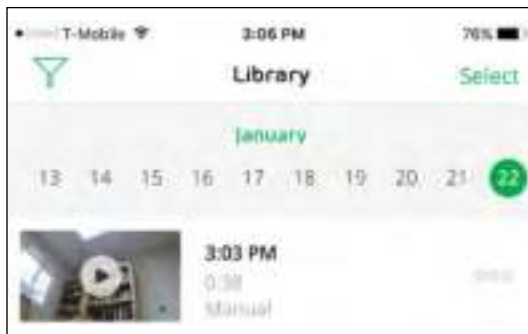 T-Mobile 3:06 PM 76%
Library Select
January
13 14 15 16 17 18 19 20 21 22
3:03 PM
0:38
Manual